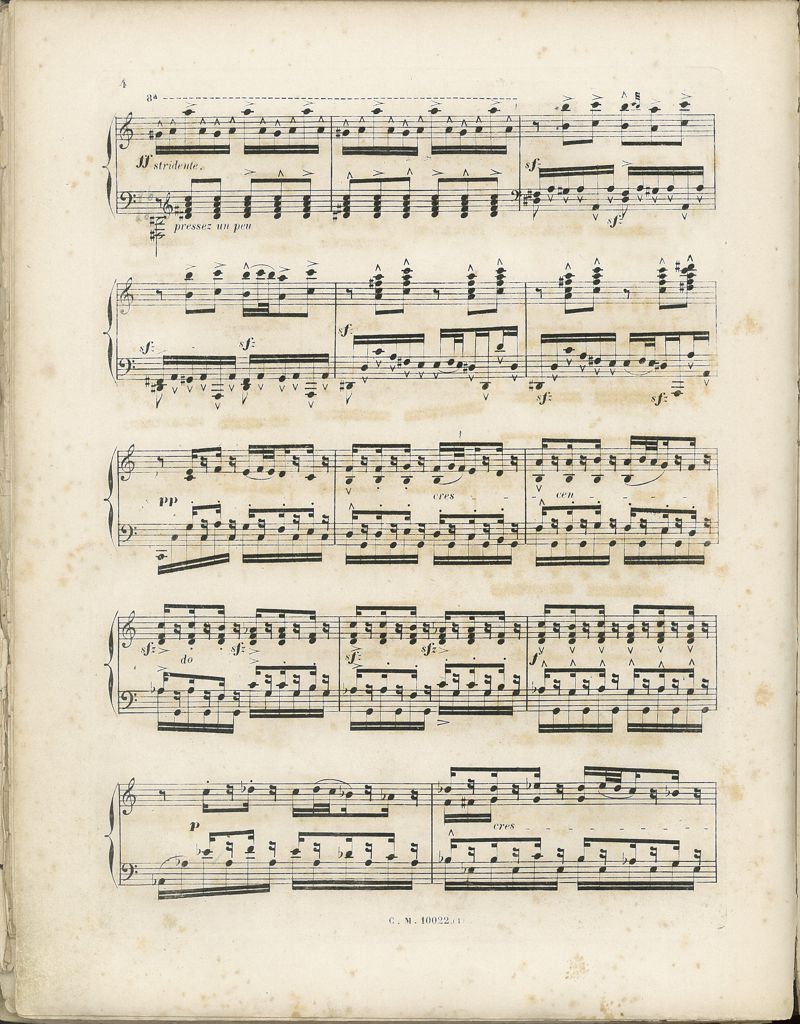 4
8ª
ff stridente.
pressez un peu
sf
sf
sf sf sf
sf sf
pp cres - - cen - -
sf do sf sf sf f
p cres - - - - - -
C. M. 10022.(1)